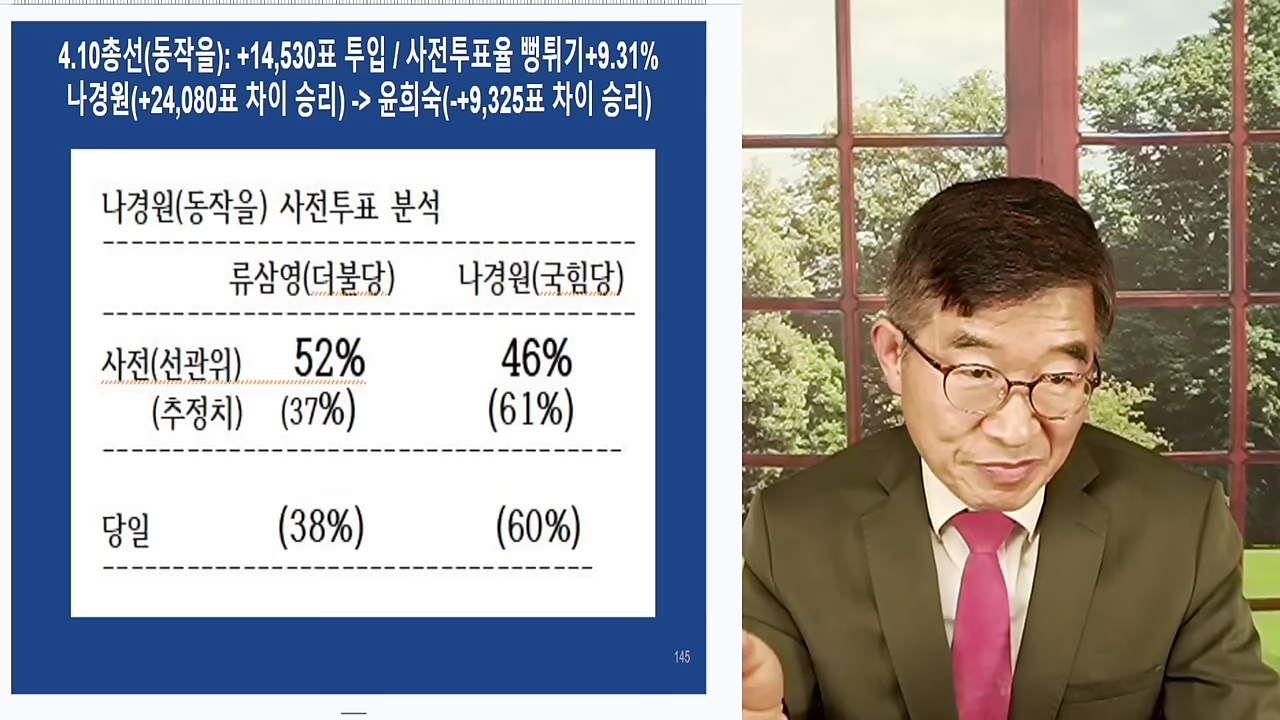 4.10총선(동작을): +14,530표 투입 / 사전투표율 뻥튀기+9.31%
나경원(+24,080표 차이 승리) -> 윤희숙(-+9,325표 차이 승리)
나경원(동작을) 사전투표 분석
류삼영(더불당) 나경원(국힘당)
사전(선관위) 52% 46%
(추정치) (37%) (61%)
당일 (38%) (60%)
145